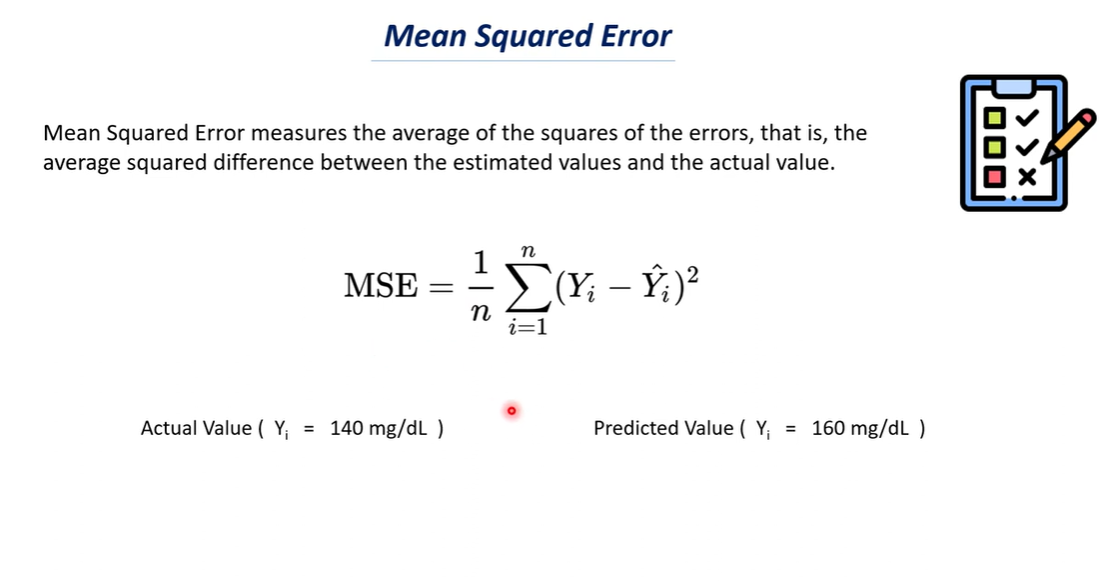 Mean Squared Error
Mean Squared Error measures the average of the squares of the errors, that is, the
average squared difference between the estimated values and the actual value.
MSE = \frac{1}{n} \sum_{i=1}^{n} (Y_i − \hat{Y}_i)^2
Actual Value ( Y_i = 140 mg/dL ) Predicted Value ( Y_i = 160 mg/dL )